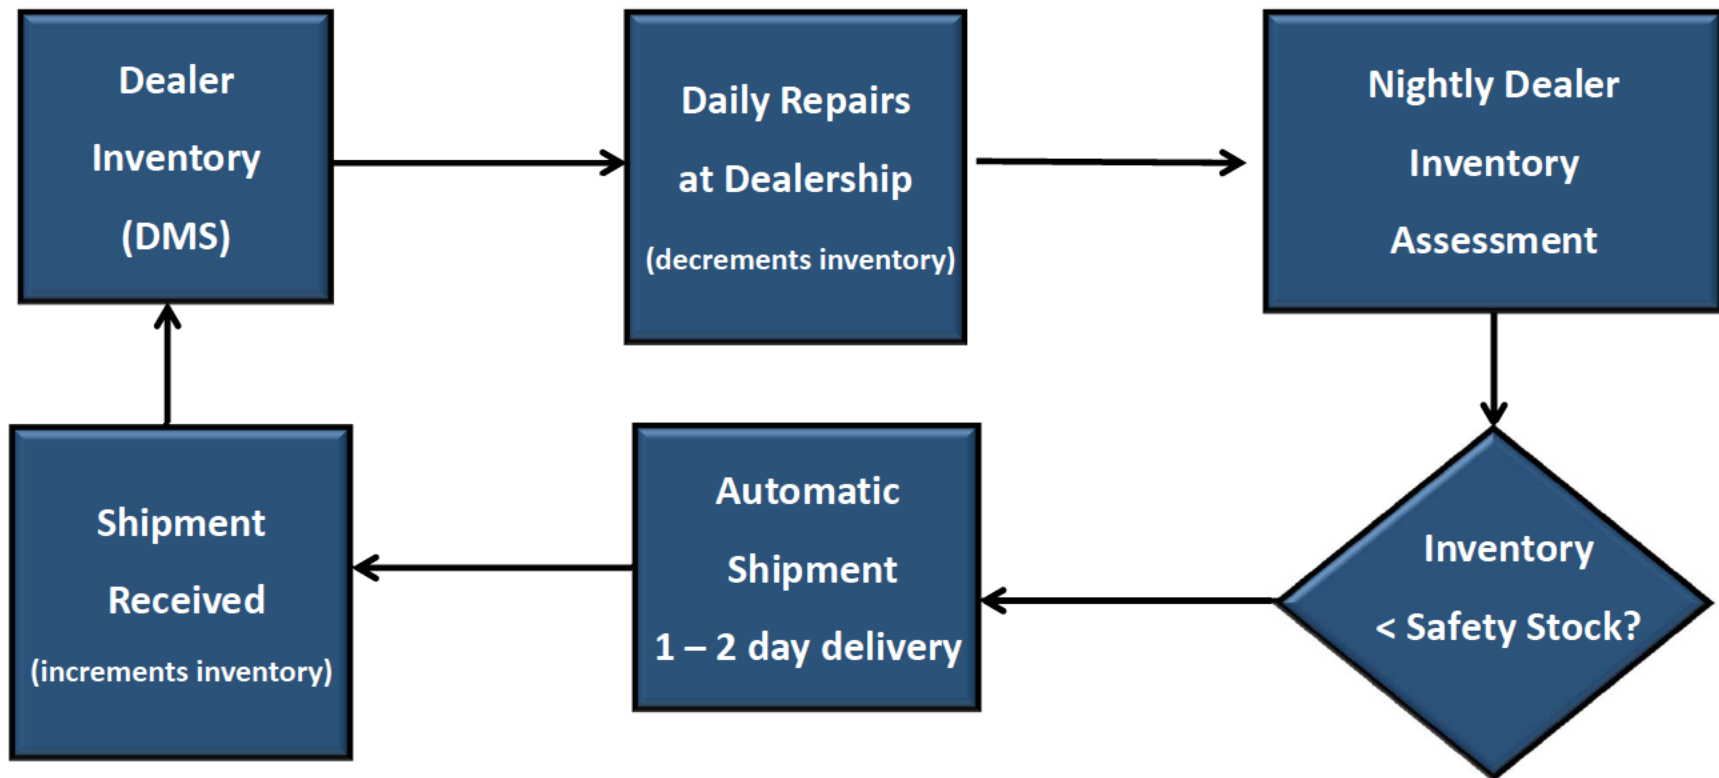 Dealer
Inventory
(DMS)
Daily Repairs
at Dealership
(decrements inventory)
Nightly Dealer
Inventory
Assessment
Inventory
< Safety Stock?
Automatic
Shipment
1 – 2 day delivery
Shipment
Received
(increments inventory)